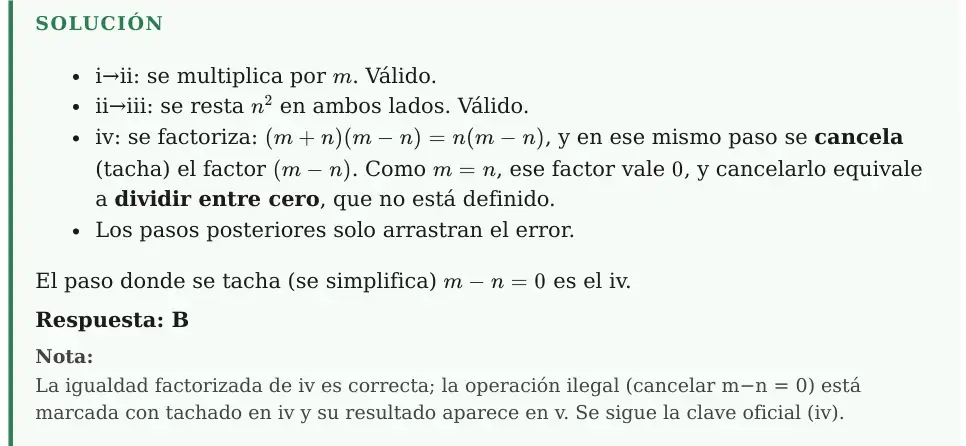 SOLUCIÓN
• i→ii: se multiplica por m. Válido.
• ii→iii: se resta n² en ambos lados. Válido.
• iv: se factoriza: (m + n)(m − n) = n(m − n), y en ese mismo paso se cancela
(tacha) el factor (m − n). Como m = n, ese factor vale 0, y cancelarlo equivale
a dividir entre cero, que no está definido.
• Los pasos posteriores solo arrastran el error.
El paso donde se tacha (se simplifica) m − n = 0 es el iv.
Respuesta: B
Nota:
La igualdad factorizada de iv es correcta; la operación ilegal (cancelar m−n = 0) está
marcada con tachado en iv y su resultado aparece en v. Se sigue la clave oficial (iv).